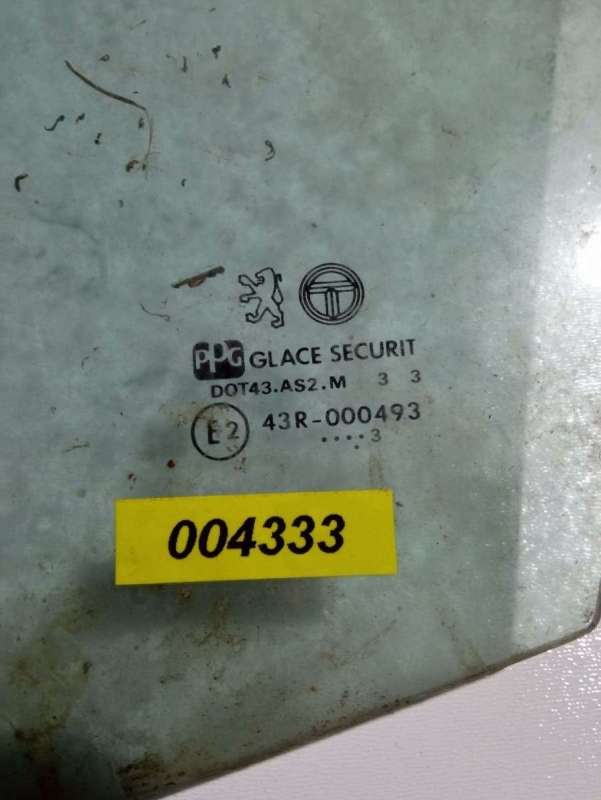 PPG GLACE SECURIT
DOT43.AS2.M 3 3
E2 43R-000493
....3
004333